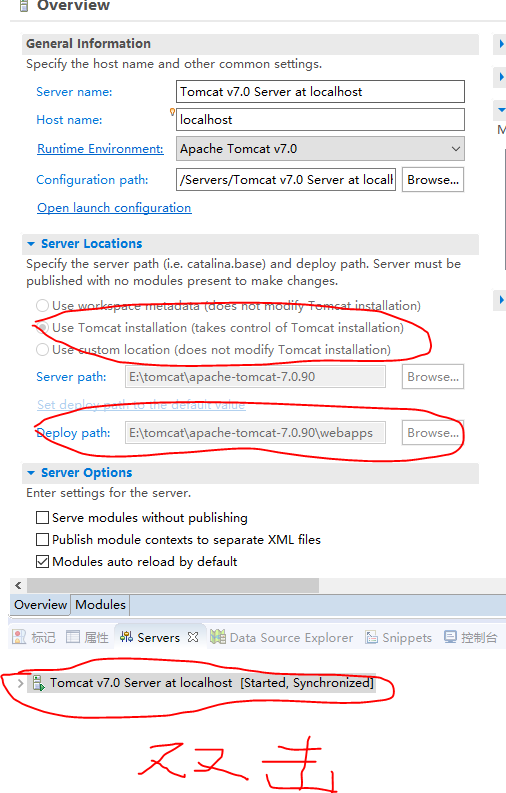 Overview
General Information
Specify the host name and other common settings.
Server name: Tomcat v7.0 Server at localhost
Host name: localhost
Runtime Environment: Apache Tomcat v7.0
Configuration path: /Servers/Tomcat v7.0 Server at locall Browse...
Open launch configuration
Server Locations
Specify the server path (i.e. catalina.base) and deploy path. Server must be
published with no modules present to make changes.
Use workspace metadata (does not modify Tomcat installation)
Use Tomcat installation (takes control of Tomcat installation)
Use custom location (does not modify Tomcat installation)
Server path: E:\tomcat\apache-tomcat-7.0.90 Browse...
Set deploy path to the default value
Deploy path: E:\tomcat\apache-tomcat-7.0.90\webapps Browse...
Server Options
Enter settings for the server.
Serve modules without publishing
Publish module contexts to separate XML files
Modules auto reload by default
Overview Modules
标记 属性 Servers Data Source Explorer Snippets 控制台
Tomcat v7.0 Server at localhost [Started, Synchronized]
双击